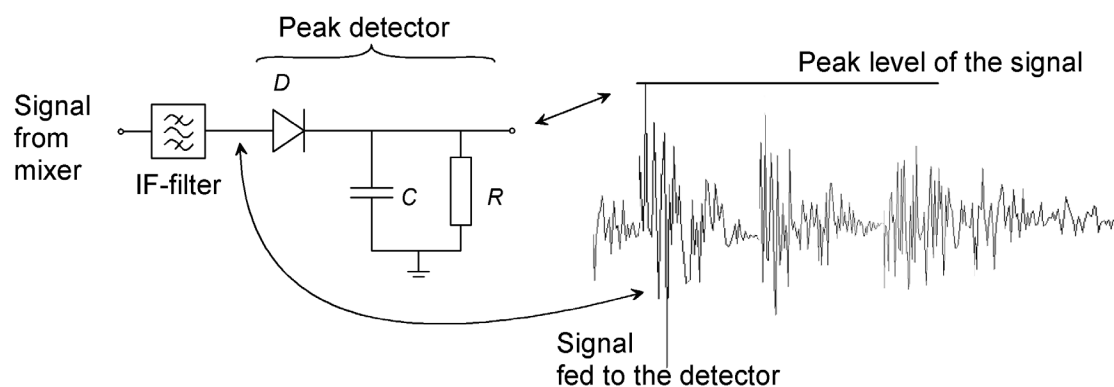 Peak detector
Peak level of the signal
D
Signal
from
mixer
IF-filter
C
R
Signal
fed to the detector